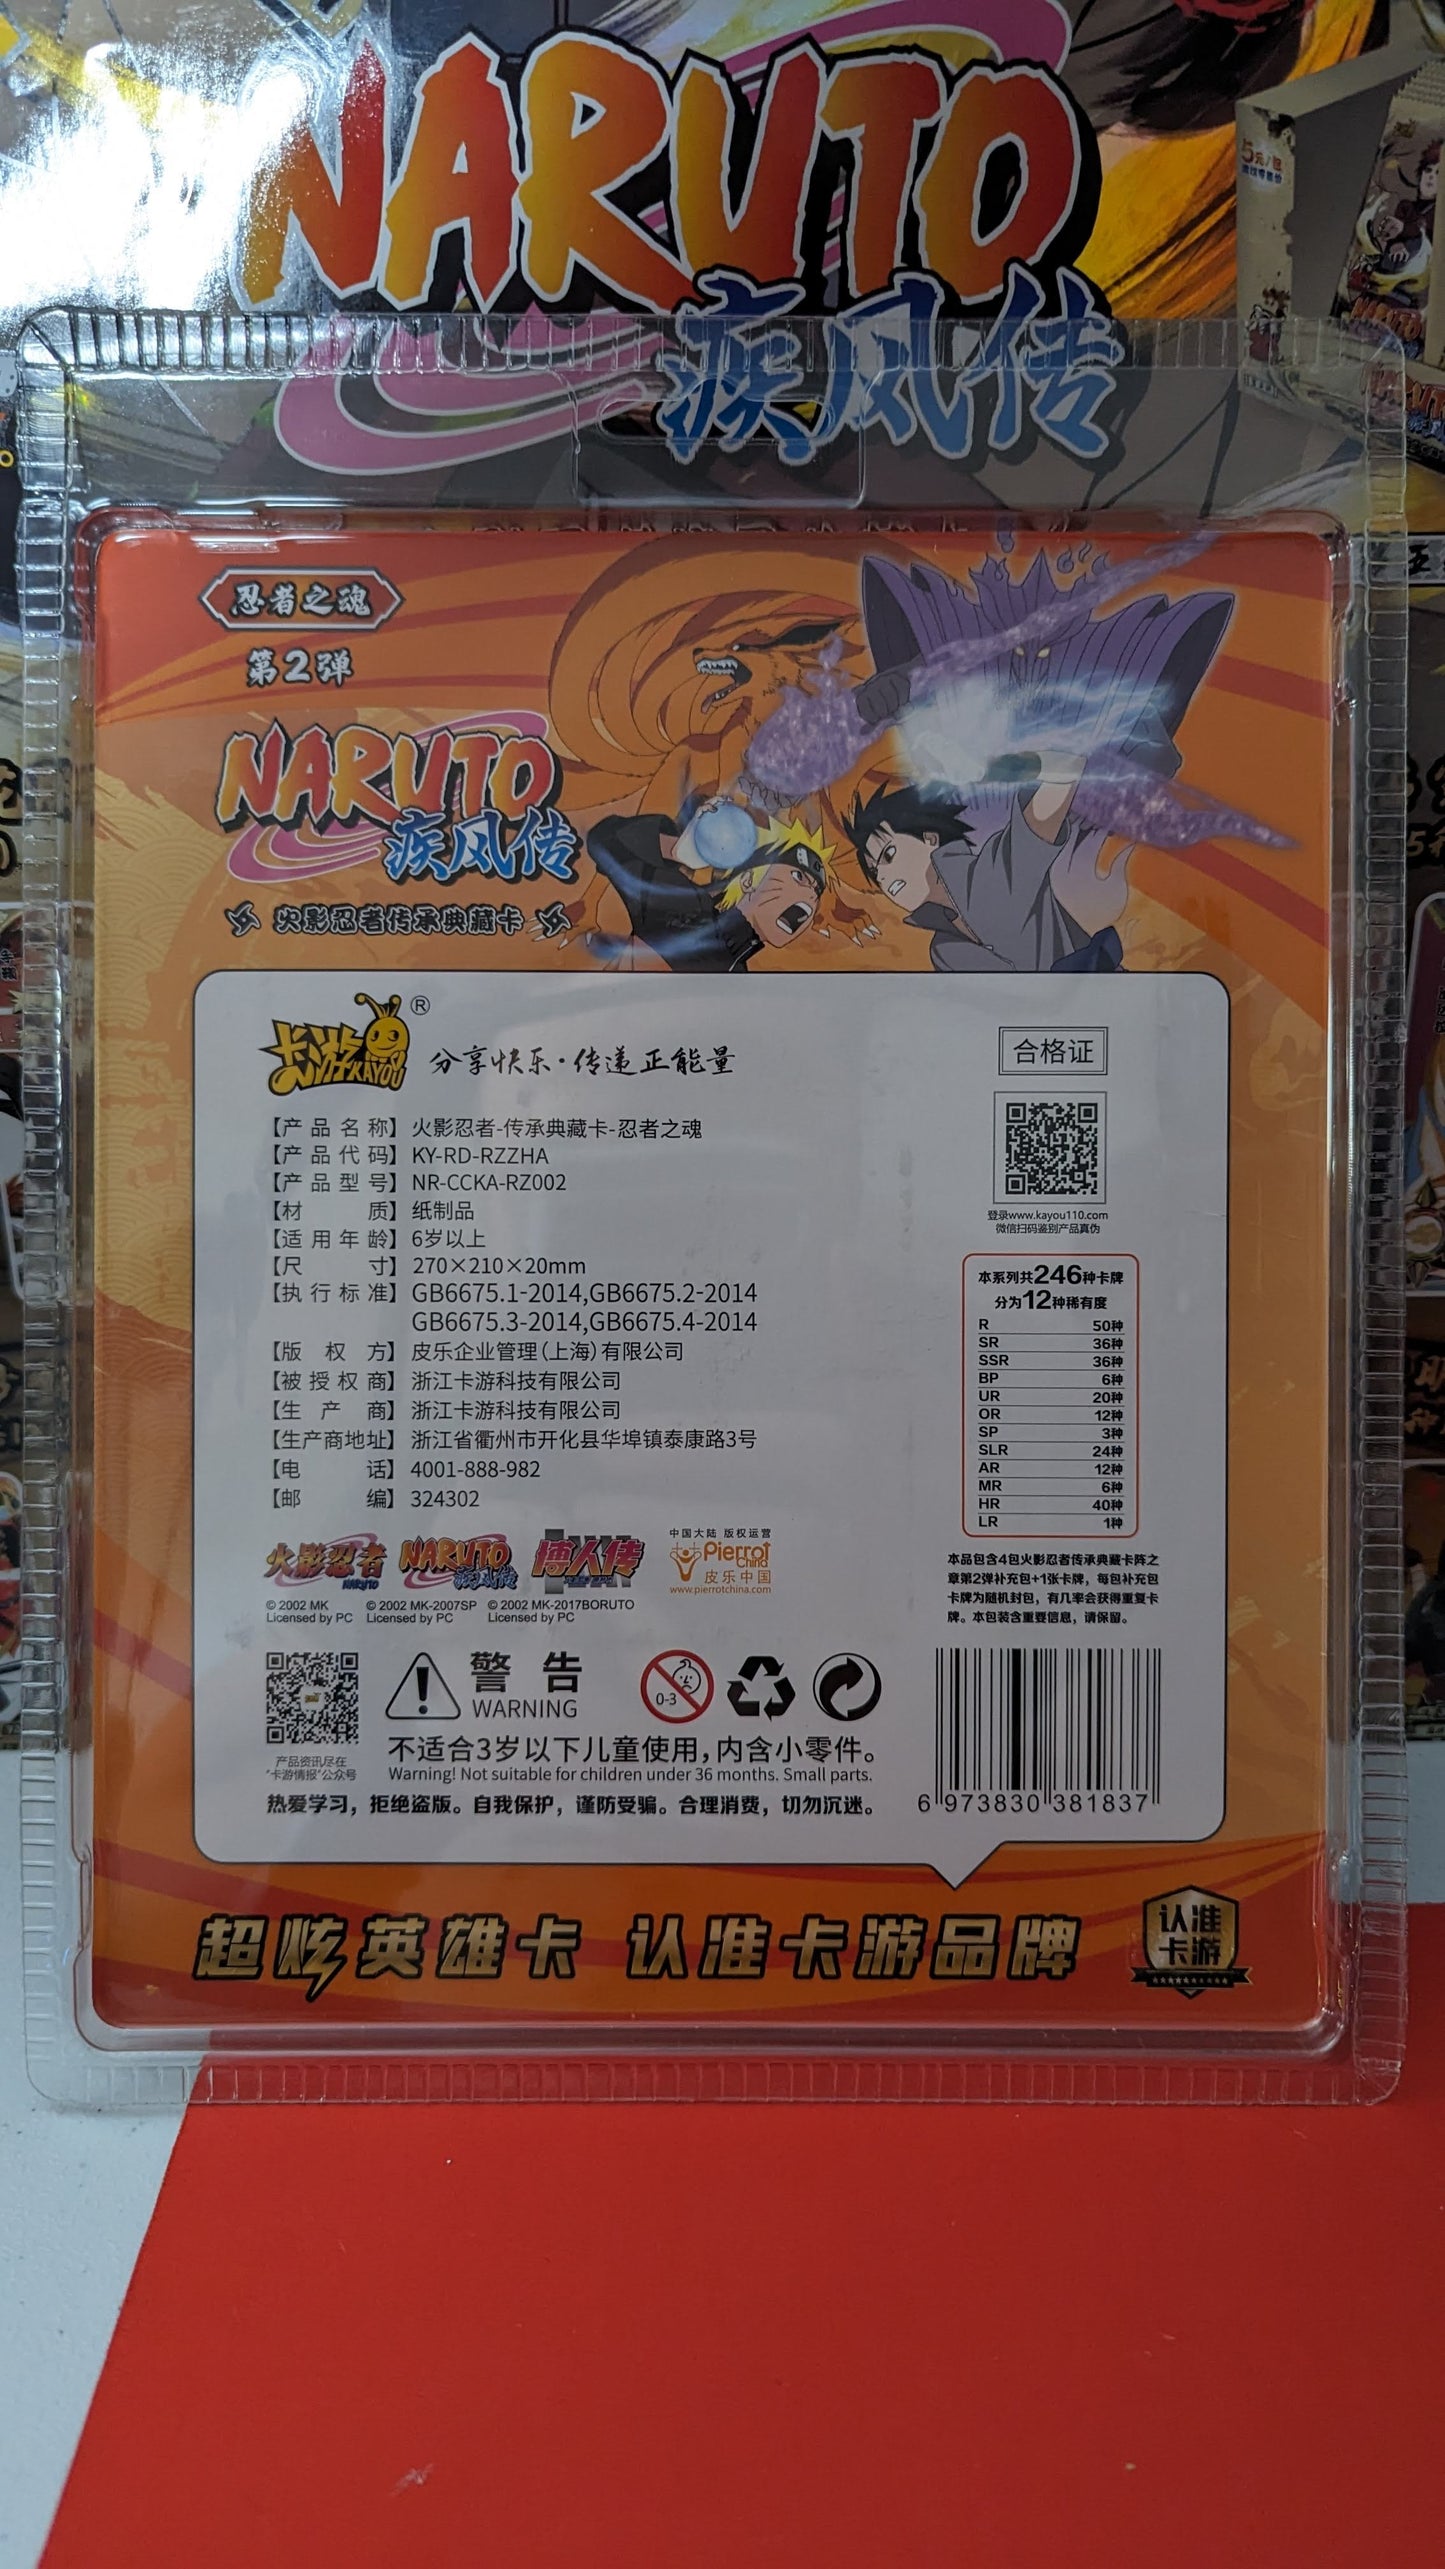 NARUTO
疾风传
5元/包
忍者之魂
第2弹
NARUTO
疾风传
火影忍者传承典藏卡
卡游 KAYOU ®
分享快乐·传递正能量
合格证
【产品名称】火影忍者-传承典藏卡-忍者之魂
【产品代码】KY-RD-RZZHA
【产品型号】NR-CCKA-RZ002
【材 质】纸制品
【适用年龄】6岁以上
【尺 寸】270×210×20mm
【执行标准】GB6675.1-2014,GB6675.2-2014
GB6675.3-2014,GB6675.4-2014
【版 权 方】皮乐企业管理(上海)有限公司
【被授权商】浙江卡游科技有限公司
【生 产 商】浙江卡游科技有限公司
【生产商地址】浙江省衢州市开化县华埠镇泰康路3号
【电 话】4001-888-982
【邮 编】324302
登录www.kayou110.com
微信扫码鉴别产品真伪
本系列共246种卡牌
分为12种稀有度
R 50种
SR 36种
SSR 36种
BP 6种
UR 20种
OR 12种
SP 3种
SLR 24种
AR 12种
MR 6种
HR 40种
LR 1种
火影忍者 NARUTO
NARUTO 疾风传
博人传
中国大陆 版权运营
Pierrot China
皮乐中国
www.pierrotchina.com
© 2002 MK
Licensed by PC
© 2002 MK-2007SP
Licensed by PC
© 2002 MK-2017BORUTO
Licensed by PC
本品包含4包火影忍者传承典藏卡阵之
章第2弹补充包+1张卡牌，每包补充包
卡牌为随机封包，有几率会获得重复卡
牌。本包装含重要信息，请保留。
产品资讯尽在
“卡游情报”公众号
警告
WARNING
0-3
不适合3岁以下儿童使用,内含小零件。
Warning! Not suitable for children under 36 months. Small parts.
热爱学习，拒绝盗版。自我保护，谨防受骗。合理消费，切勿沉迷。
6 973830 381837
超炫英雄卡 认准卡游品牌
认准
卡游